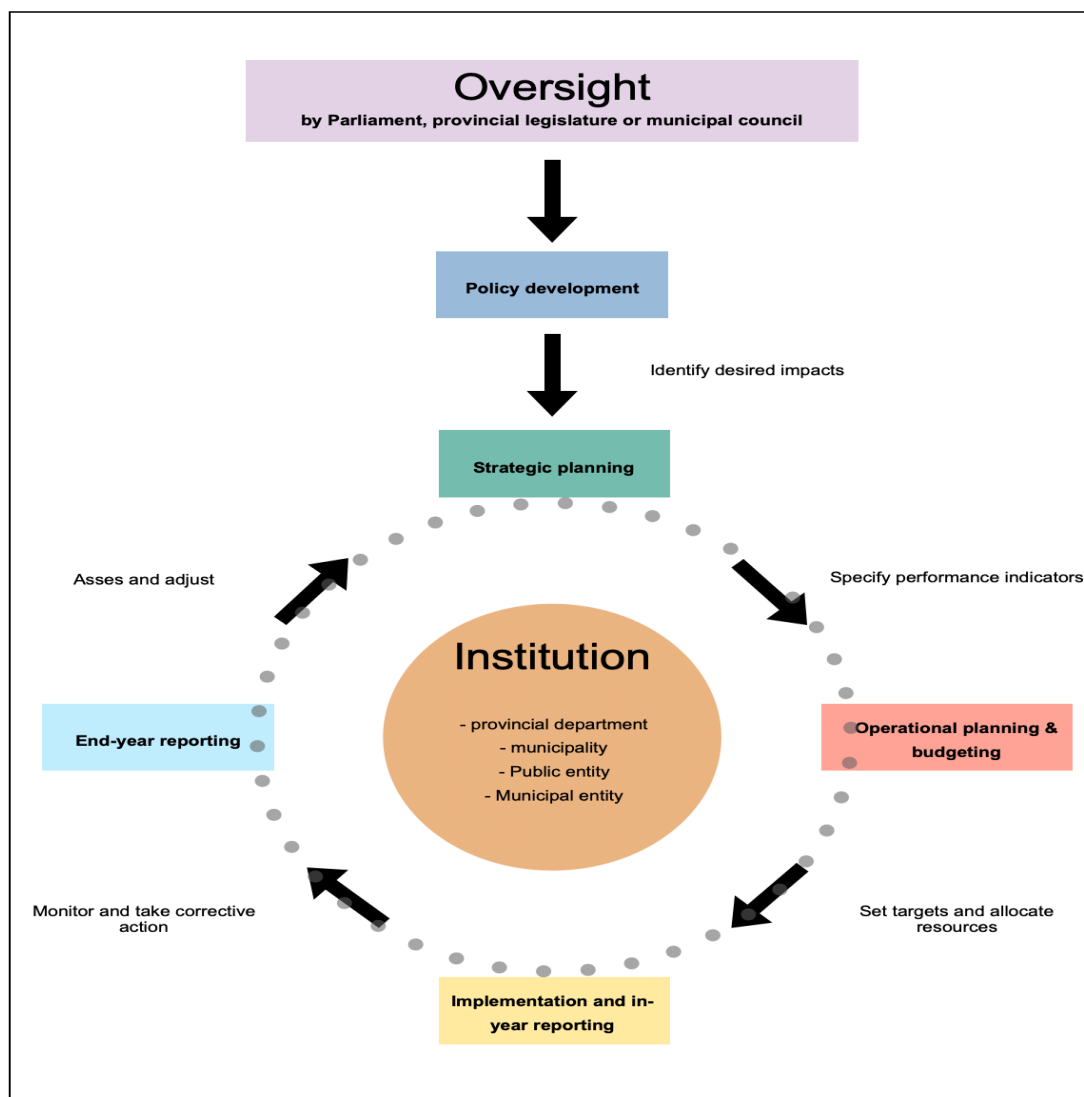 Oversight
by Parliament, provincial legislature or municipal council
Policy development
Identify desired impacts
Strategic planning
Asses and adjust
Specify performance indicators
Institution
- provincial department
- municipality
- Public entity
- Municipal entity
End-year reporting
Operational planning &
budgeting
Monitor and take corrective
action
Set targets and allocate
resources
Implementation and in-
year reporting